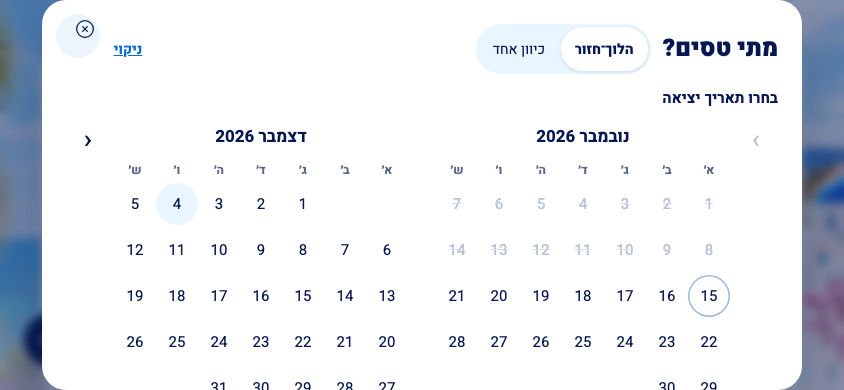 מתי טסים?
הלוך־חזור
כיוון אחד
ניקוי
בחרו תאריך יציאה
נובמבר 2026
א׳ ב׳ ג׳ ד׳ ה׳ ו׳ ש׳
1 2 3 4 5 6 7
8 9 10 11 12 13 14
15 16 17 18 19 20 21
22 23 24 25 26 27 28
29 30
דצמבר 2026
א׳ ב׳ ג׳ ד׳ ה׳ ו׳ ש׳
1 2 3 4 5
6 7 8 9 10 11 12
13 14 15 16 17 18 19
20 21 22 23 24 25 26
27 28 29 30 31